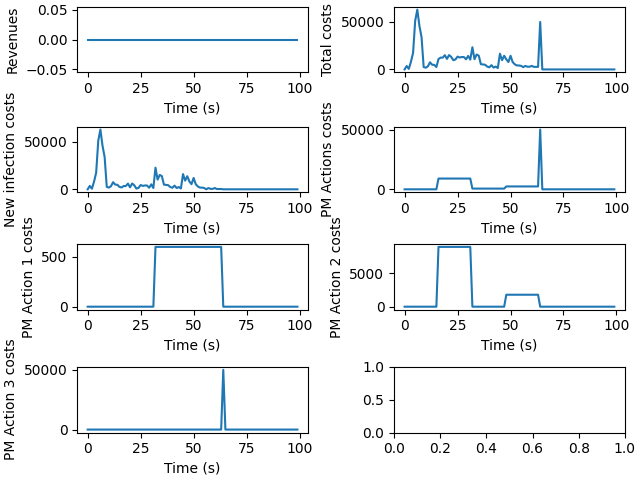 Revenues
0.05
0.00
−0.05
0 25 50 75 100
Time (s)
Total costs
50000
0
0 25 50 75 100
Time (s)
New infection costs
50000
0
0 25 50 75 100
Time (s)
PM Actions costs
50000
0
0 25 50 75 100
Time (s)
PM Action 1 costs
500
0
0 25 50 75 100
Time (s)
PM Action 2 costs
5000
0
0 25 50 75 100
Time (s)
PM Action 3 costs
50000
0
0 25 50 75 100
Time (s)
1.0
0.5
0.0
0.0 0.2 0.4 0.6 0.8 1.0